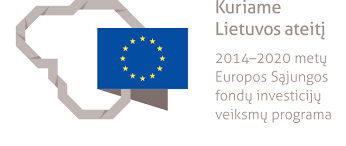 Kuriame
Lietuvos ateitį
2014–2020 metų
Europos Sąjungos
fondų investicijų
veiksmų programa